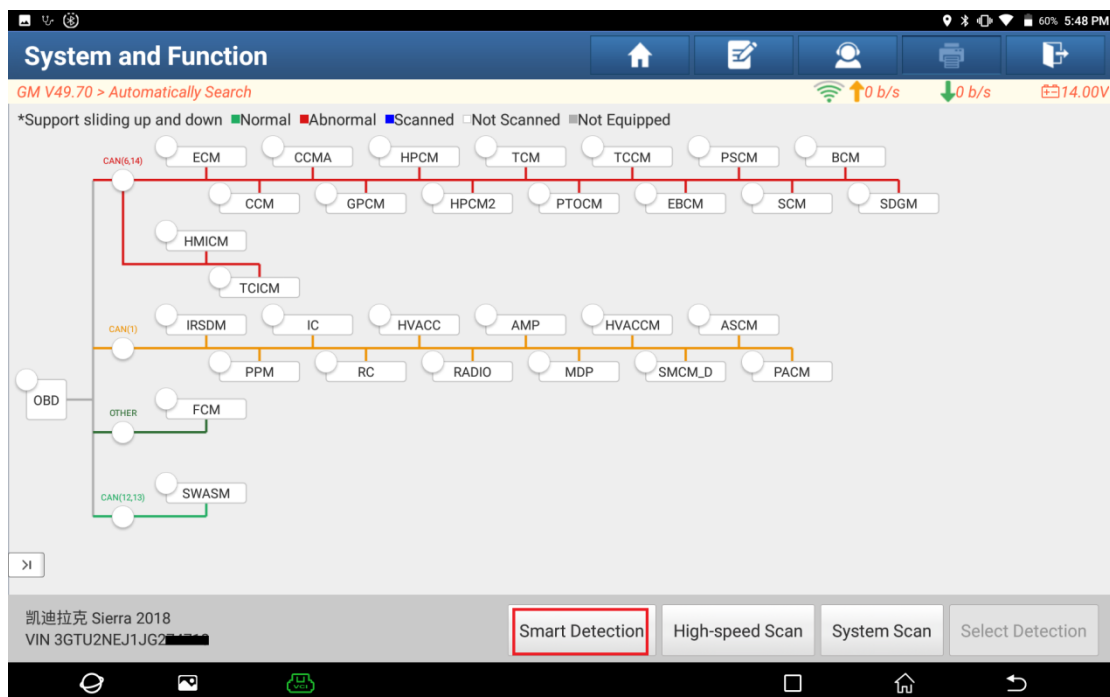 60% 5:48 PM
System and Function
GM V49.70 > Automatically Search
0 b/s
0 b/s
14.00V
*Support sliding up and down Normal Abnormal Scanned Not Scanned Not Equipped
CAN(6,14)
ECM CCMA HPCM TCM TCCM PSCM BCM
CCM GPCM HPCM2 PTOCM EBCM SCM SDGM
HMICM
TCICM
CAN(1)
IRSDM IC HVACC AMP HVACCM ASCM
PPM RC RADIO MDP SMCM_D PACM
OBD
OTHER
FCM
CAN(12,13)
SWASM
凯迪拉克 Sierra 2018
VIN 3GTU2NEJ1JG2
Smart Detection High-speed Scan System Scan Select Detection
VCI